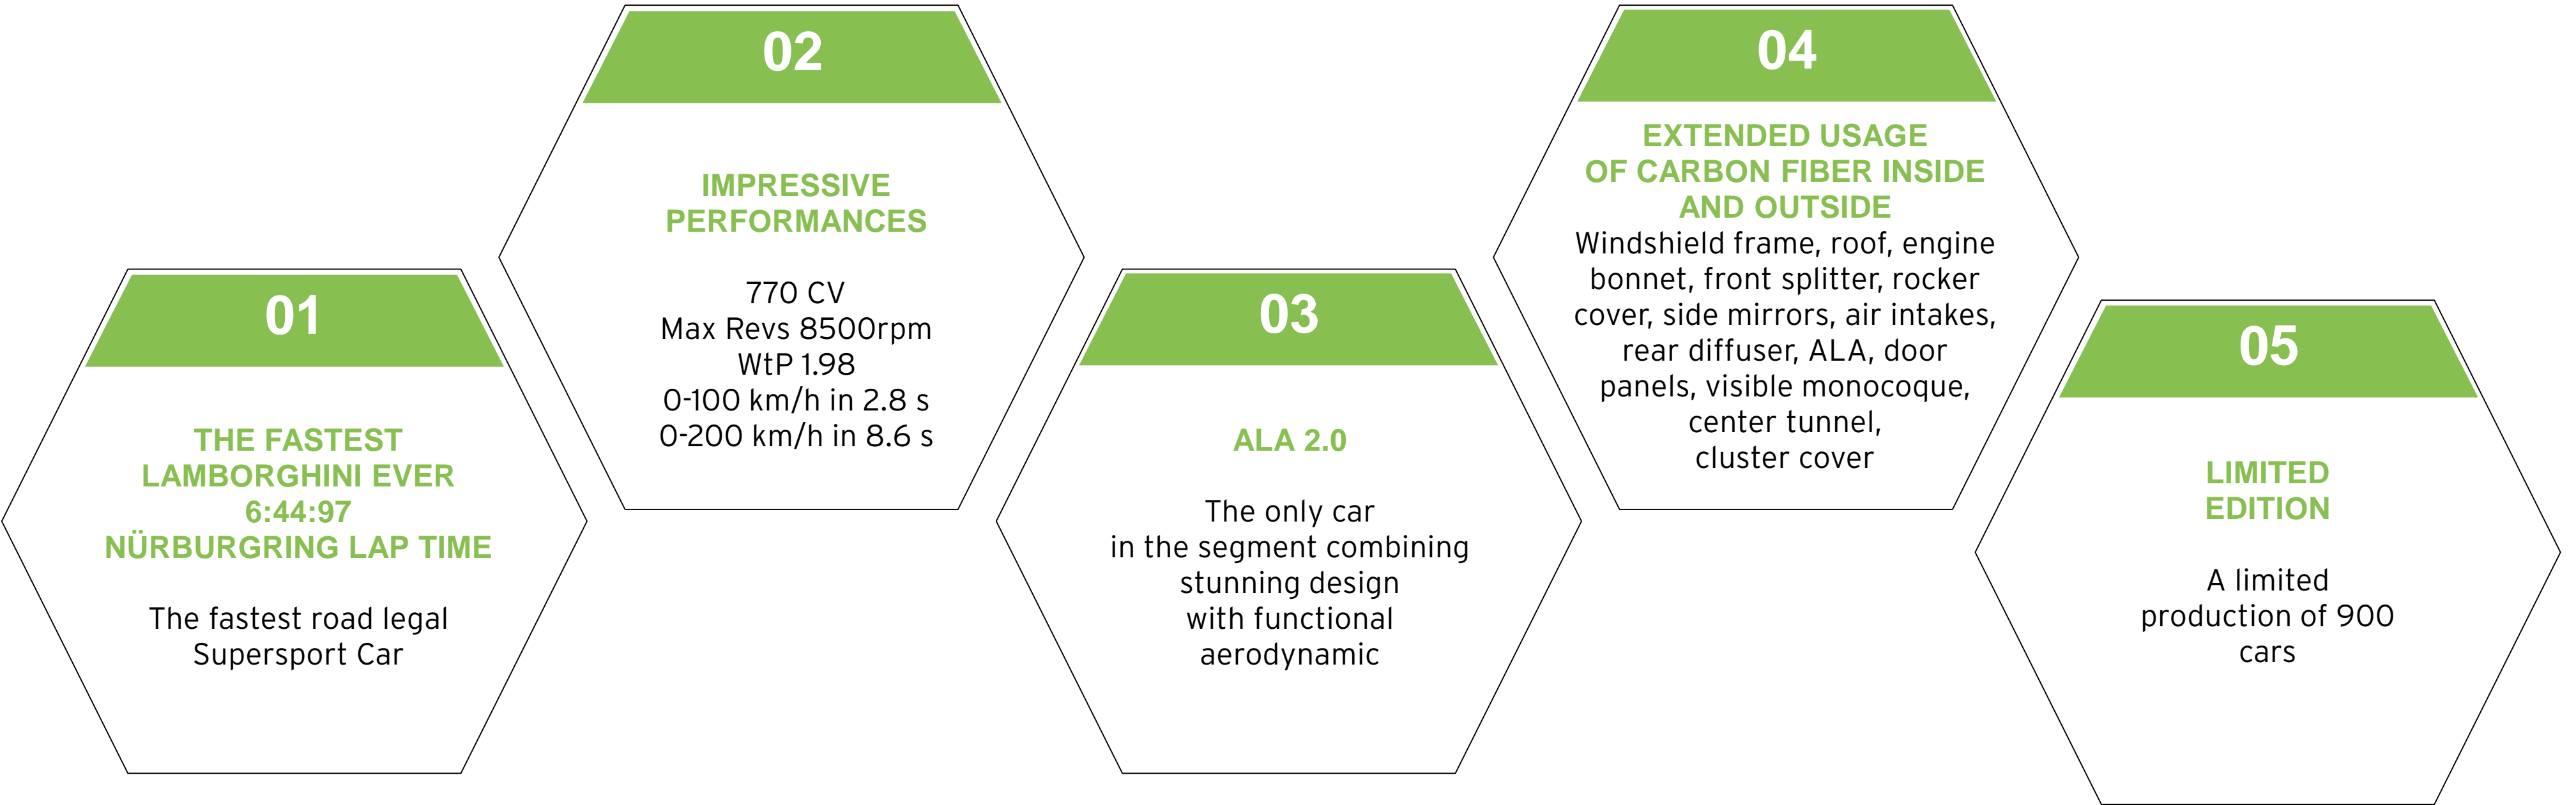 01
THE FASTEST
LAMBORGHINI EVER
6:44:97
NÜRBURGRING LAP TIME
The fastest road legal
Supersport Car
02
IMPRESSIVE
PERFORMANCES
770 CV
Max Revs 8500rpm
WtP 1.98
0-100 km/h in 2.8 s
0-200 km/h in 8.6 s
03
ALA 2.0
The only car
in the segment combining
stunning design
with functional
aerodynamic
04
EXTENDED USAGE
OF CARBON FIBER INSIDE
AND OUTSIDE
Windshield frame, roof, engine
bonnet, front splitter, rocker
cover, side mirrors, air intakes,
rear diffuser, ALA, door
panels, visible monocoque,
center tunnel,
cluster cover
05
LIMITED
EDITION
A limited
production of 900
cars